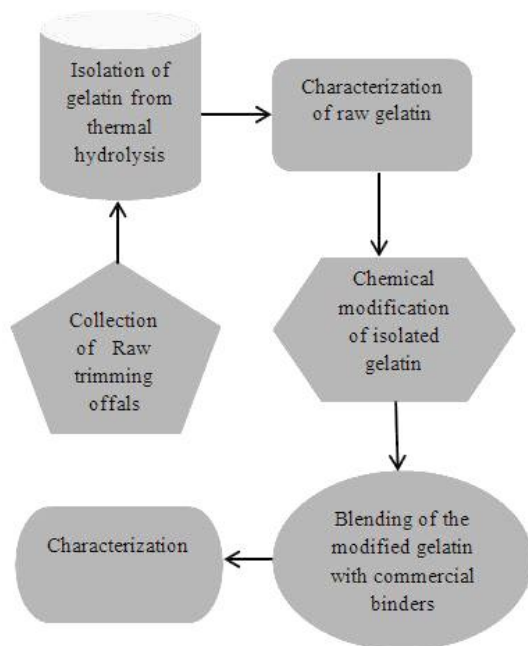 Isolation of
gelatin from
thermal
hydrolysis
Characterization
of raw gelatin
Collection
of Raw
trimming
offals
Chemical
modification
of isolated
gelatin
Characterization
Blending of the
modified gelatin
with commercial
binders